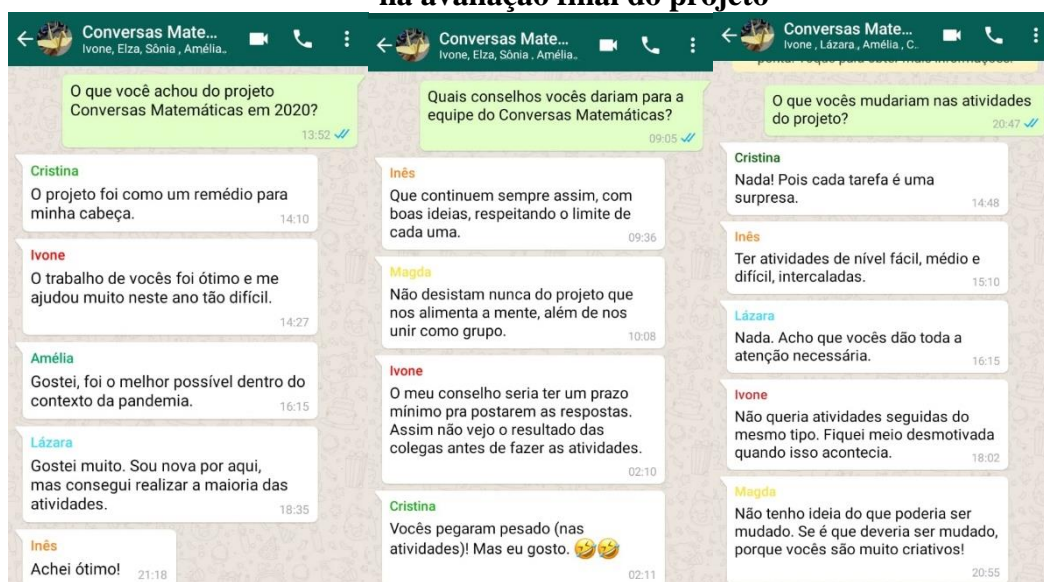 na avaliação final do projeto
Conversas Mate...
Ivone, Elza, Sônia , Amélia..
O que você achou do projeto
Conversas Matemáticas em 2020?
13:52
Cristina
O projeto foi como um remédio para
minha cabeça.
14:10
Ivone
O trabalho de vocês foi ótimo e me
ajudou muito neste ano tão difícil.
14:27
Amélia
Gostei, foi o melhor possível dentro do
contexto da pandemia.
16:15
Lázara
Gostei muito. Sou nova por aqui,
mas consegui realizar a maioria das
atividades.
18:35
Inês
Achei ótimo!
21:18
Conversas Mate...
Ivone, Elza, Sônia , Amélia..
Quais conselhos vocês dariam para a
equipe do Conversas Matemáticas?
09:05
Inês
Que continuem sempre assim, com
boas ideias, respeitando o limite de
cada uma.
09:36
Magda
Não desistam nunca do projeto que
nos alimenta a mente, além de nos
unir como grupo.
10:08
Ivone
O meu conselho seria ter um prazo
mínimo pra postarem as respostas.
Assim não vejo o resultado das
colegas antes de fazer as atividades.
02:10
Cristina
Vocês pegaram pesado (nas
atividades)! Mas eu gosto. 🤣🤣
02:11
Conversas Mate...
Ivone , Lázara , Amélia , C..
O que vocês mudariam nas atividades
do projeto?
20:47
Cristina
Nada! Pois cada tarefa é uma
surpresa.
14:48
Inês
Ter atividades de nível fácil, médio e
difícil, intercaladas.
15:10
Lázara
Nada. Acho que vocês dão toda a
atenção necessária.
16:15
Ivone
Não queria atividades seguidas do
mesmo tipo. Fiquei meio desmotivada
quando isso acontecia.
18:02
Magda
Não tenho ideia do que poderia ser
mudado. Se é que deveria ser mudado,
porque vocês são muito criativos!
20:55